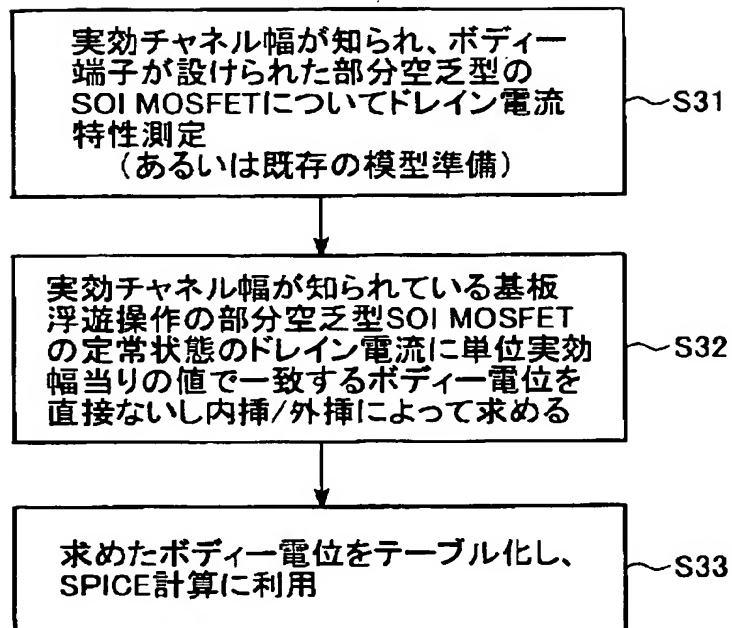 実効チャネル幅が知られ、ボディー
端子が設けられた部分空乏型の
SOI MOSFETについてドレイン電流
特性測定
(あるいは既存の模型準備)
S31
実効チャネル幅が知られている基板
浮遊操作の部分空乏型SOI MOSFET
の定常状態のドレイン電流に単位実効
幅当りの値で一致するボディー電位を
直接ないし内挿/外挿によって求める
S32
求めたボディー電位をテーブル化し、
SPICE計算に利用
S33